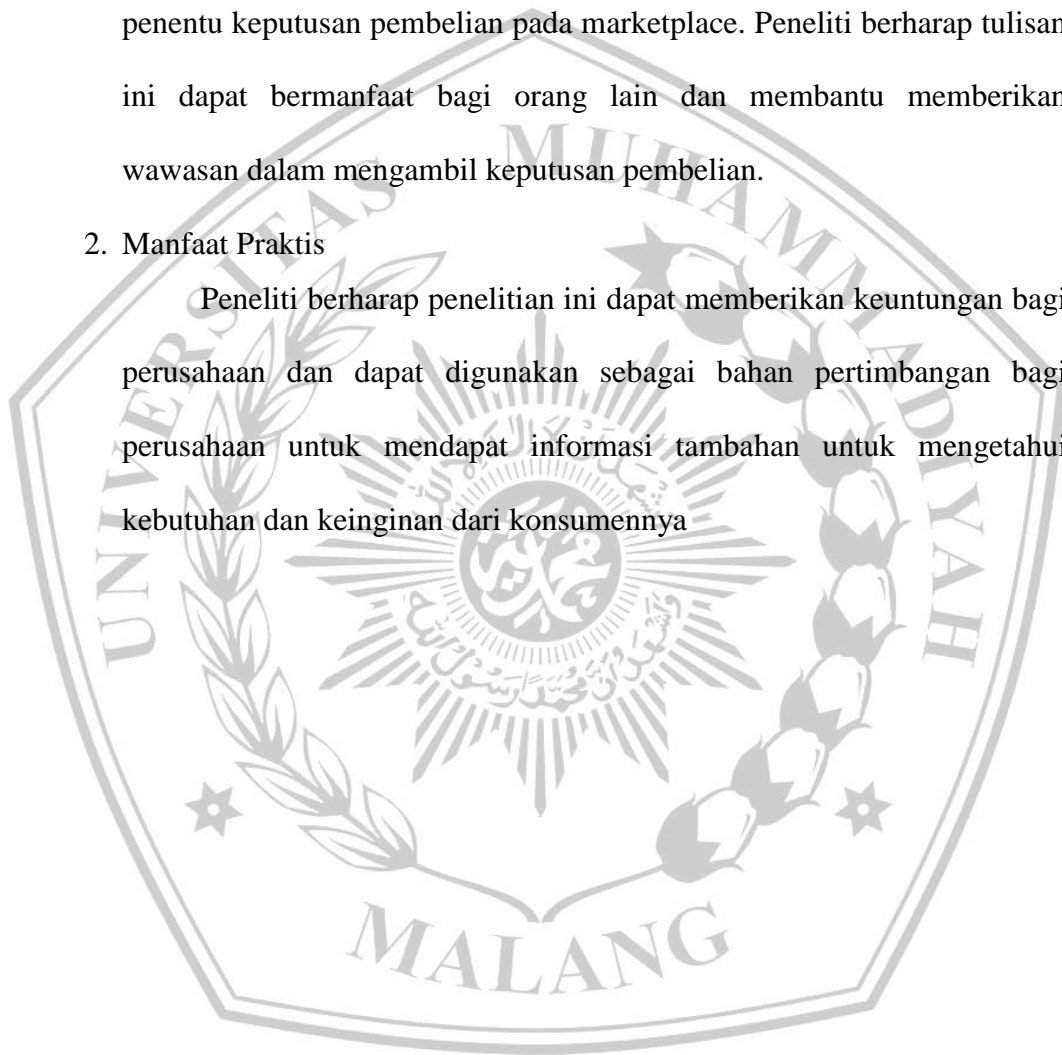 penentu keputusan pembelian pada marketplace. Peneliti berharap tulisan
ini dapat bermanfaat bagi orang lain dan membantu memberikan
wawasan dalam mengambil keputusan pembelian.
2. Manfaat Praktis
Peneliti berharap penelitian ini dapat memberikan keuntungan bagi
perusahaan dan dapat digunakan sebagai bahan pertimbangan bagi
perusahaan untuk mendapat informasi tambahan untuk mengetahui
kebutuhan dan keinginan dari konsumennya
UNIVERSITAS MUHAMMADIYAH
MALANG